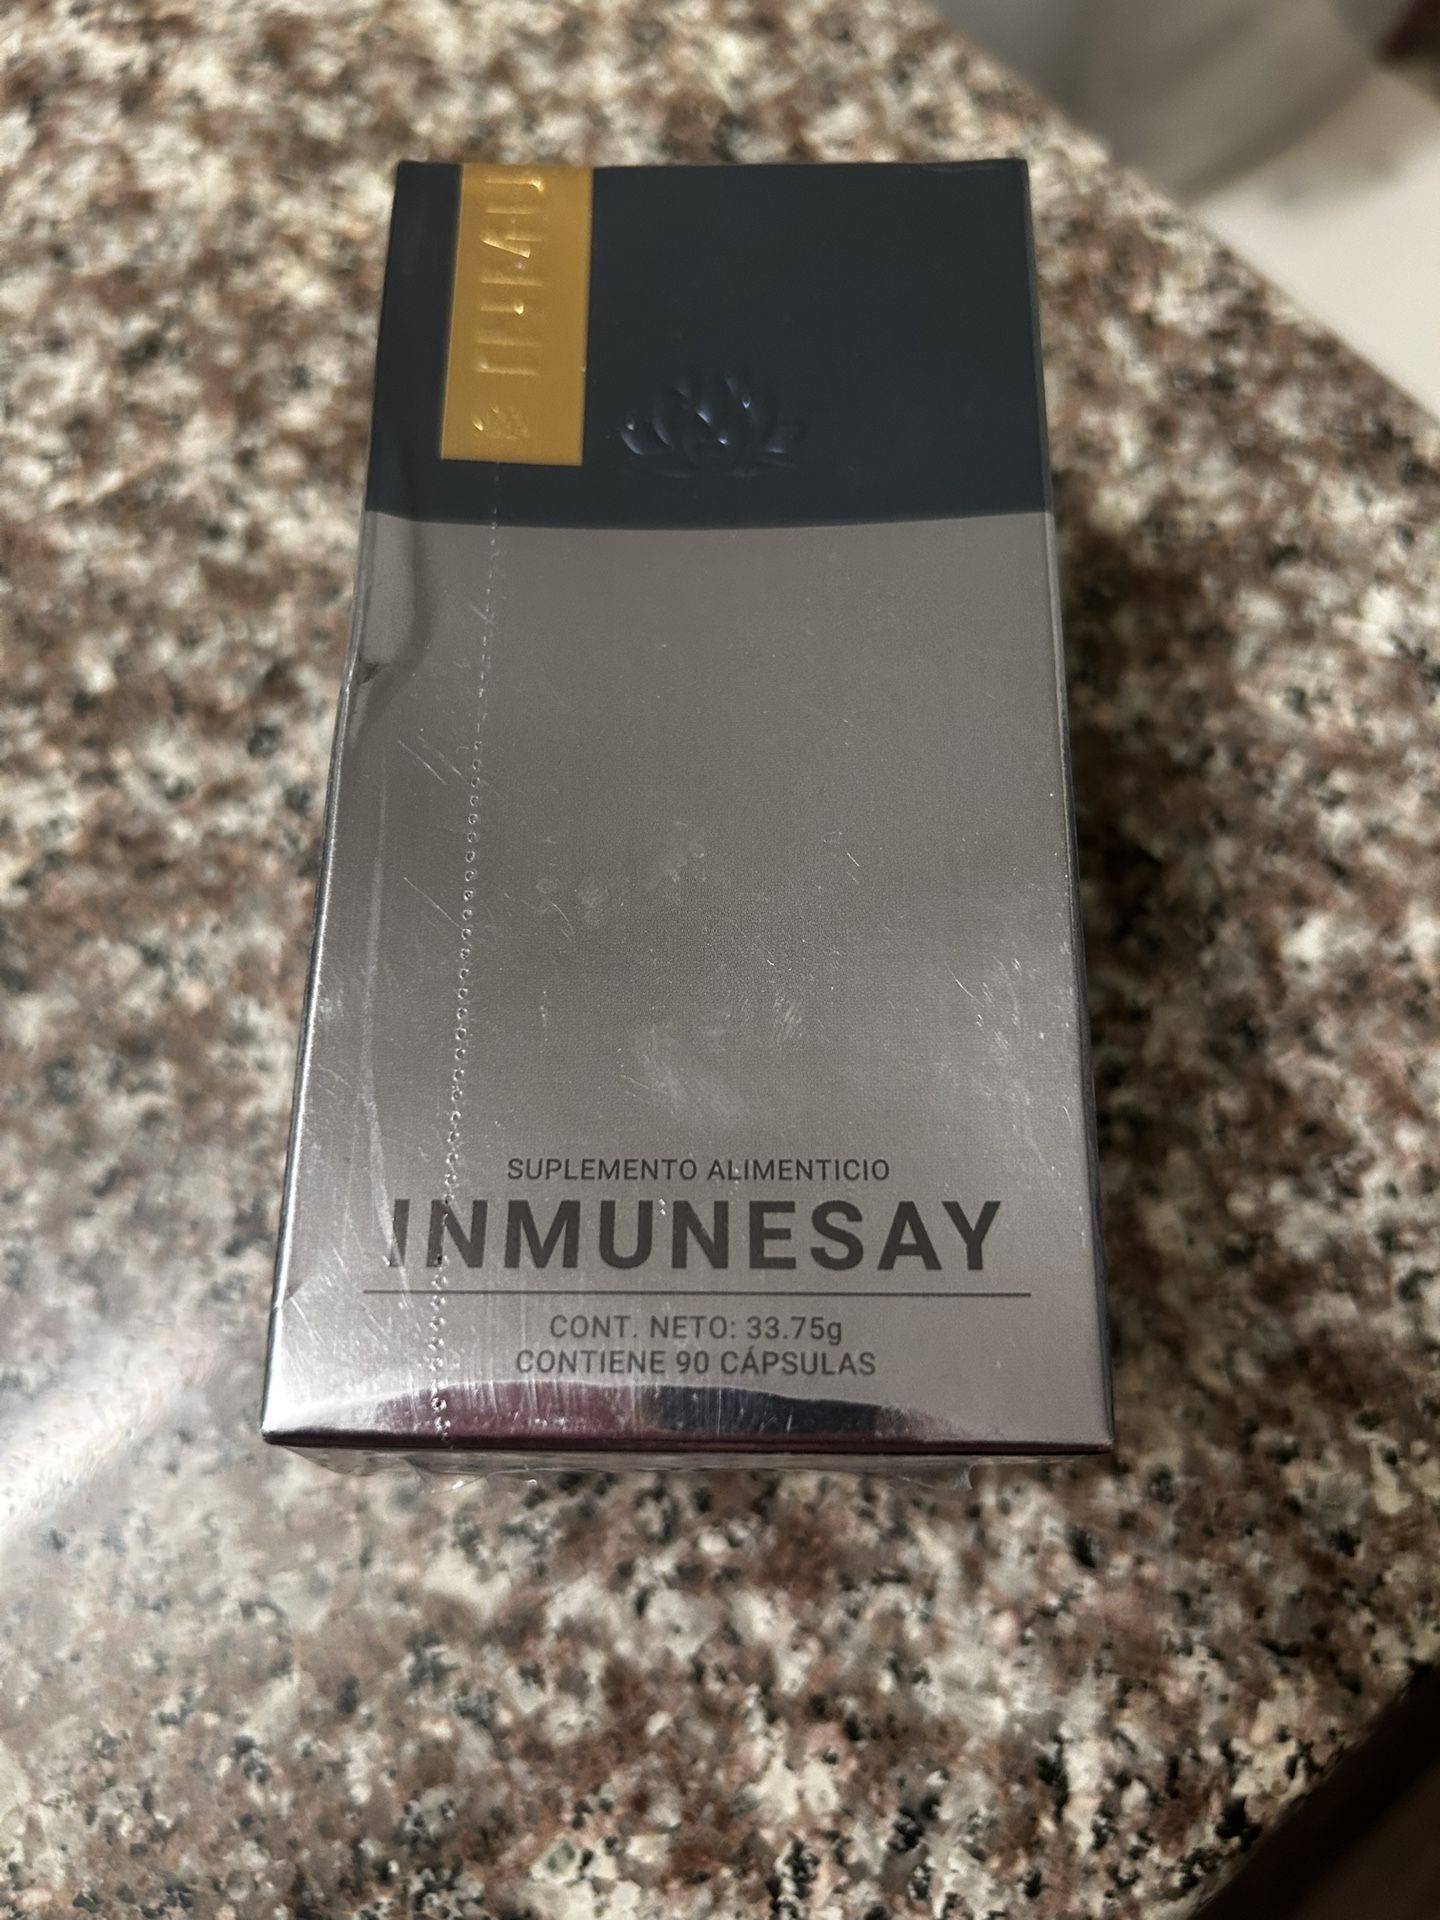 SUPLEMENTO ALIMENTICIO
INMUNESAY
CONT. NETO: 33.75g
CONTIENE 90 CÁPSULAS